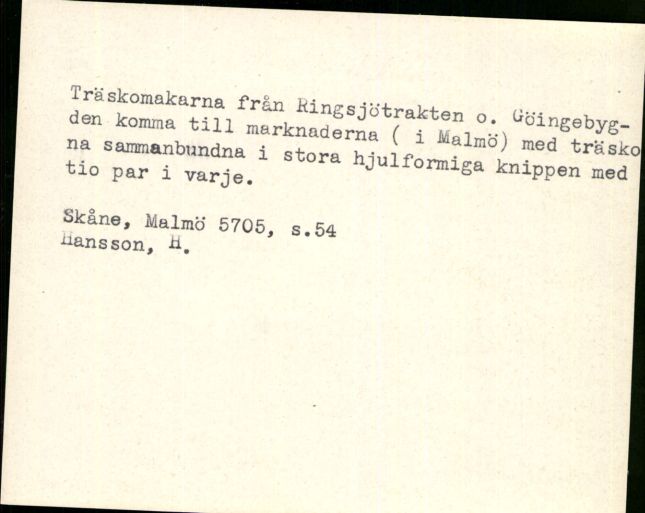 Träskomakarna från Ringsjötrakten o. Göingebyg-
den komma till marknaderna ( i Malmö) med träsko
na sammanbundna i stora hjulformiga knippen med
tio par i varje.
Skåne, Malmö 5705, s.54
Hansson, H.